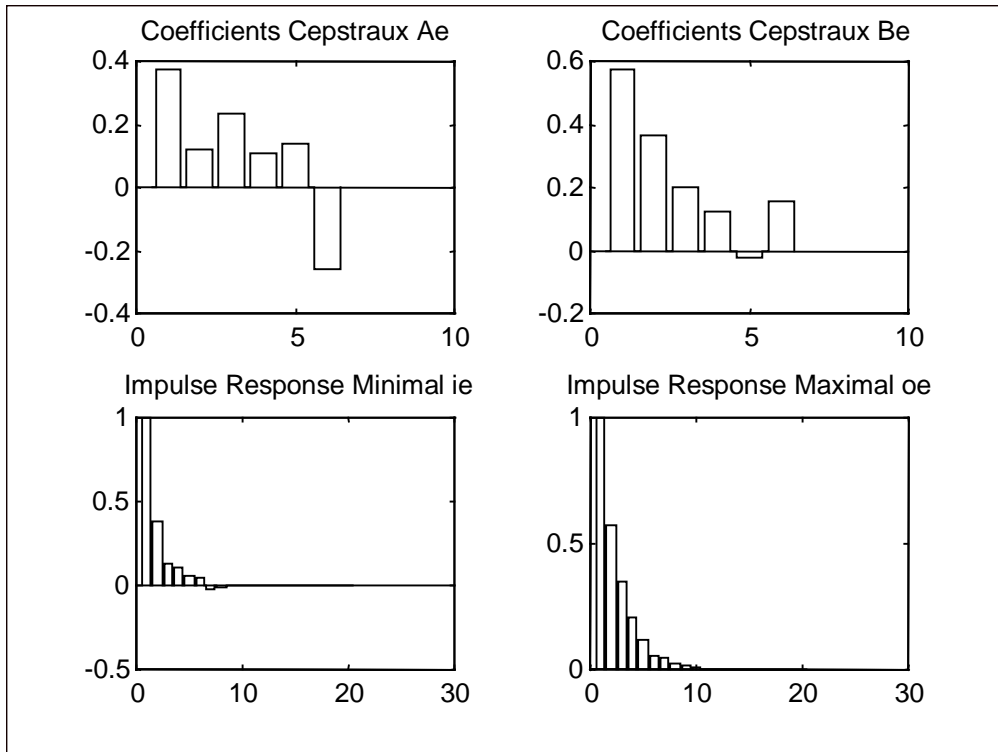 Coefficients Cepstraux Ae
0.4
0.2
0
-0.2
-0.4
0 5 10
Coefficients Cepstraux Be
0.6
0.4
0.2
0
-0.2
0 5 10
Impulse Response Minimal ie
1
0.5
0
-0.5
0 10 20 30
Impulse Response Maximal oe
1
0.5
0
0 10 20 30